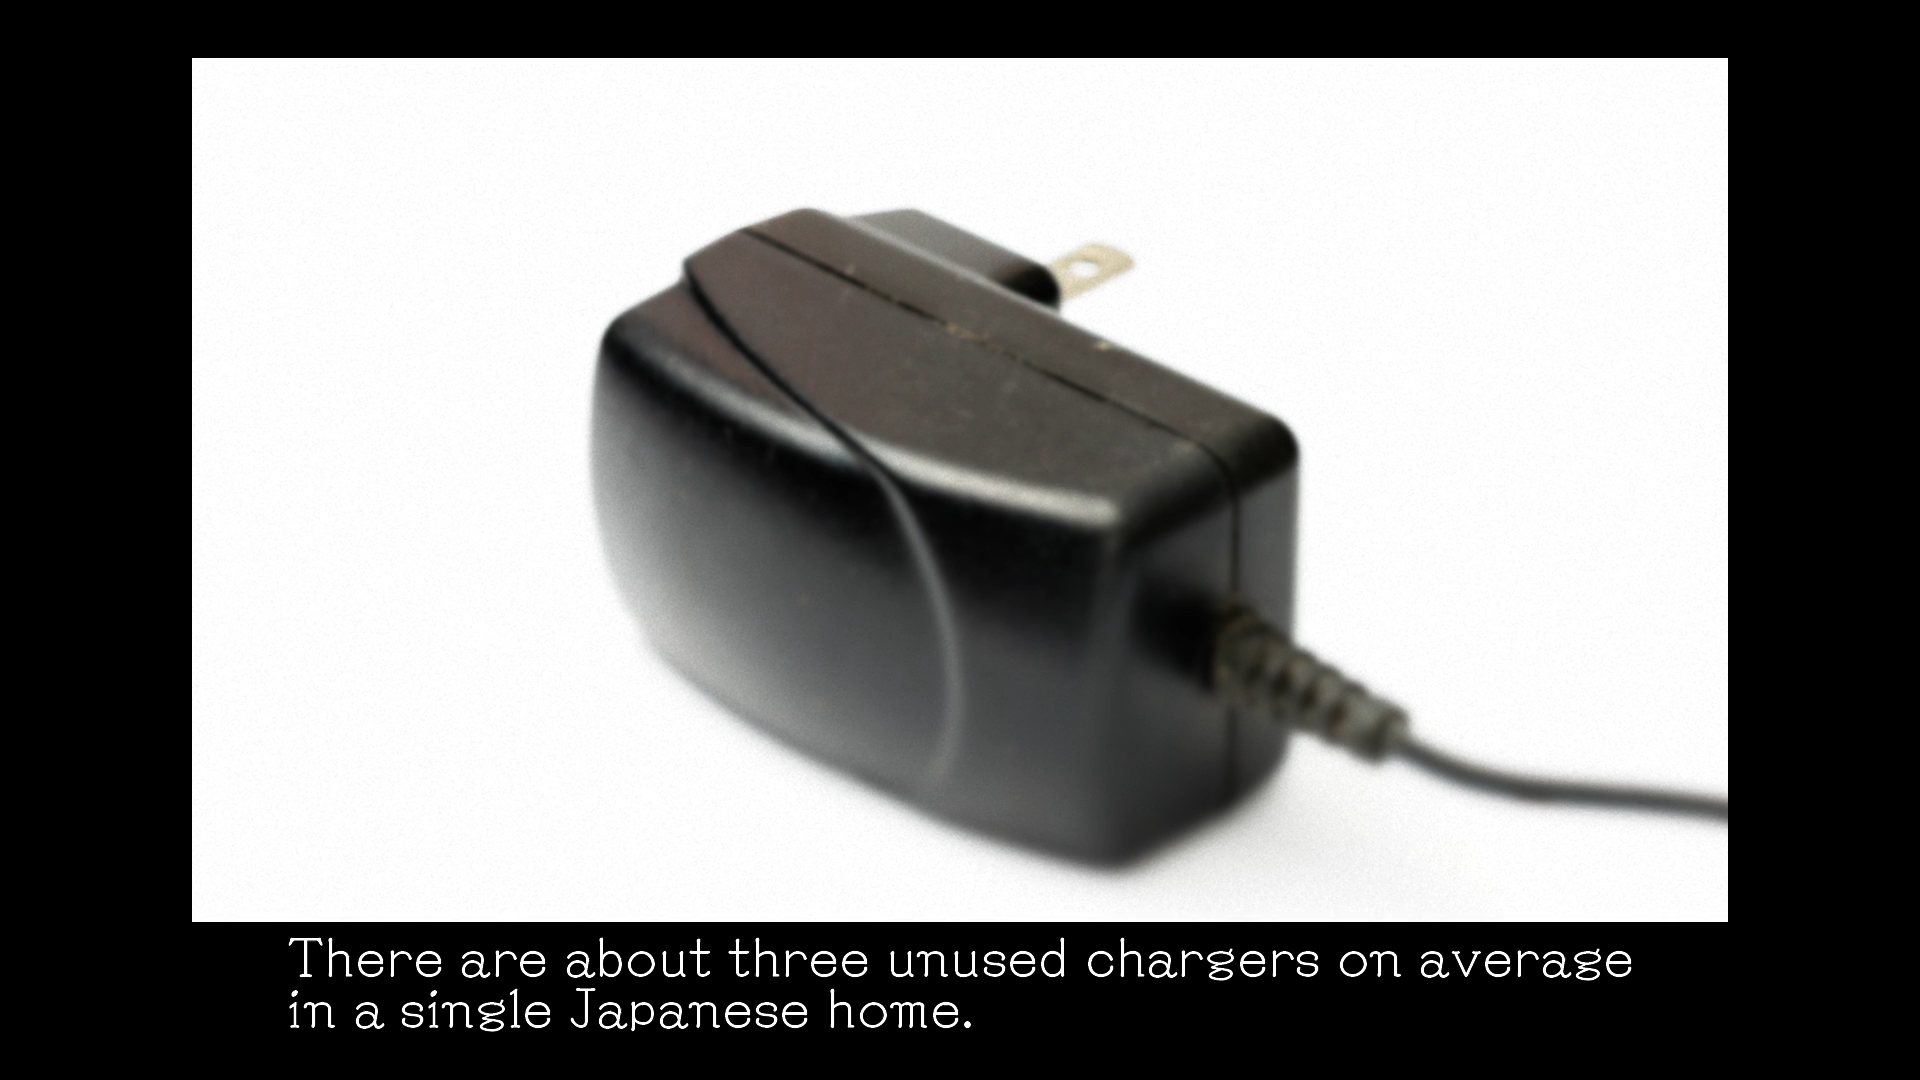 There are about three unused chargers on average
in a single Japanese home.